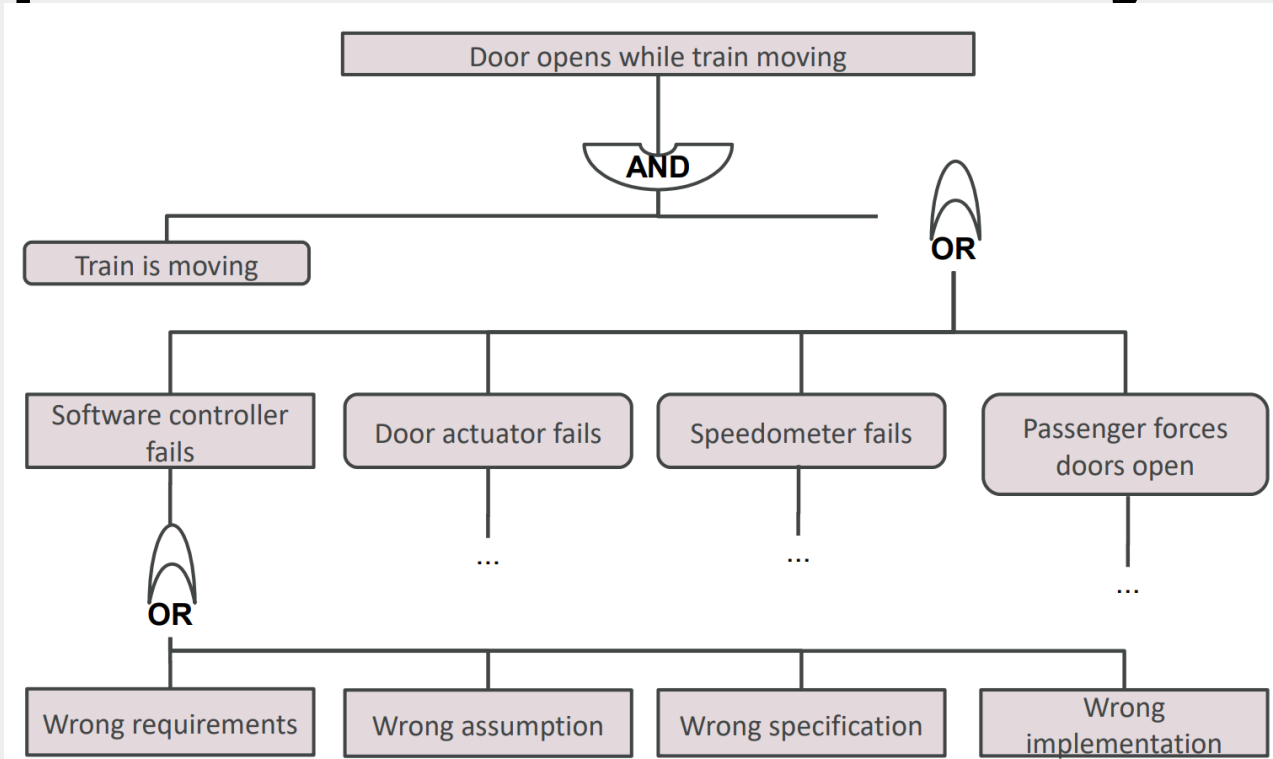 Door opens while train moving
AND
OR
Train is moving
Software controller
fails
Door actuator fails
Speedometer fails
Passenger forces
doors open
...
...
...
OR
Wrong requirements
Wrong assumption
Wrong specification
Wrong
implementation